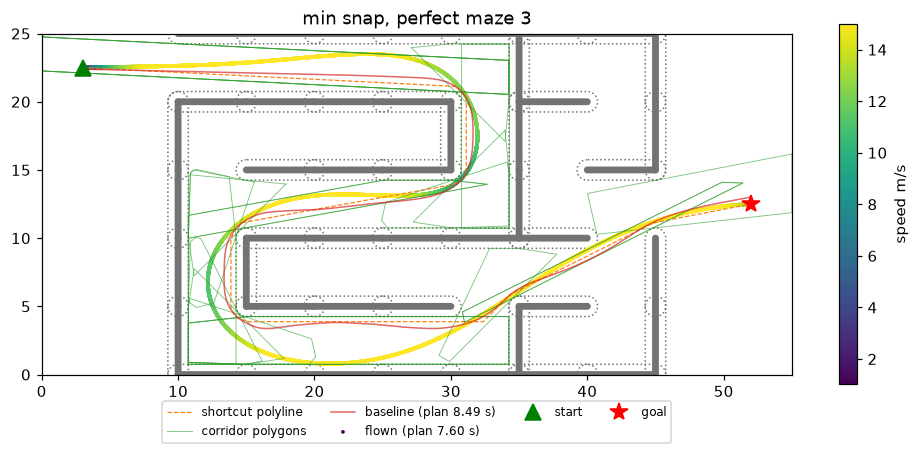 min snap, perfect maze 3
25
20
15
10
5
0
0 10 20 30 40 50
14
12
10
8
6
4
2
speed m/s
shortcut polyline
corridor polygons
baseline (plan 8.49 s)
flown (plan 7.60 s)
start
goal